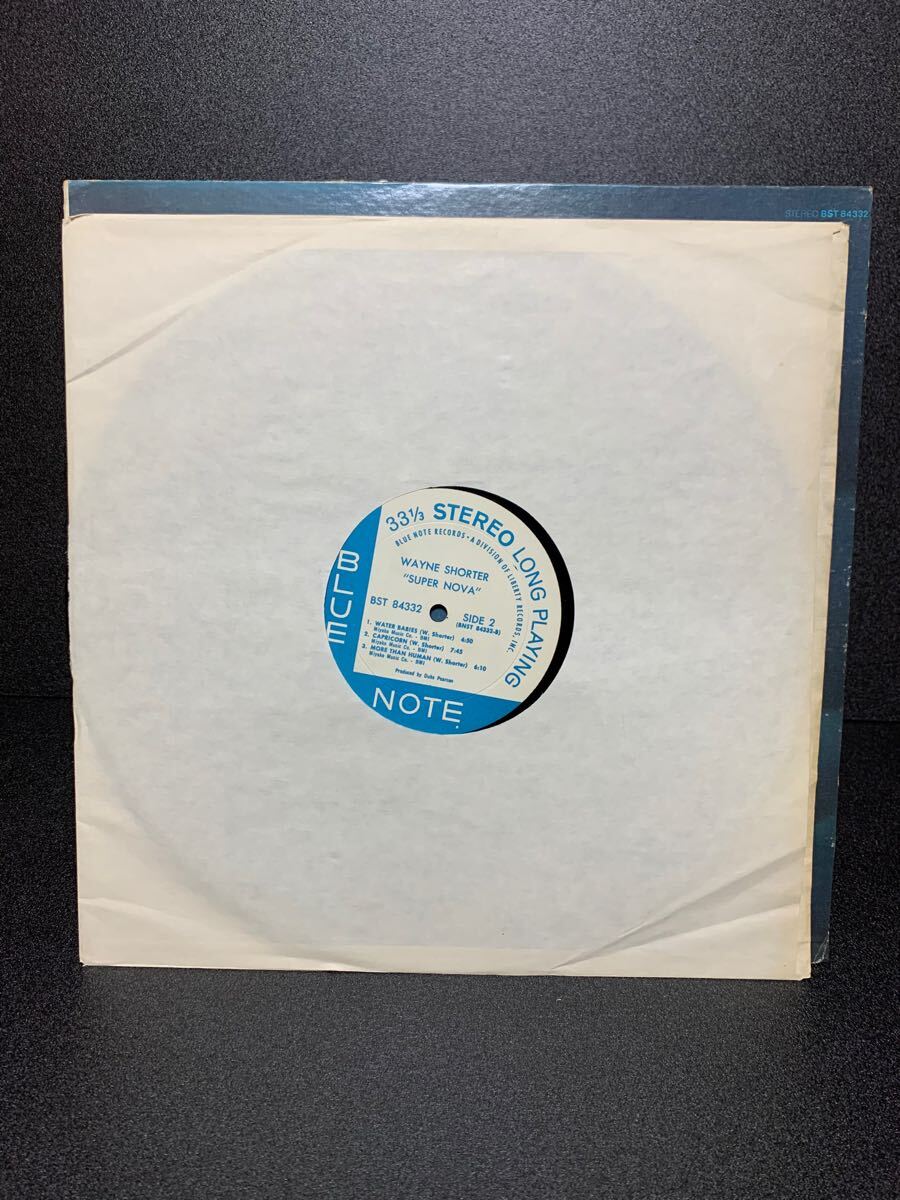 STEREO BST 84332
33 1/3 STEREO LONG PLAYING
BLUE NOTE RECORDS • A DIVISION OF LIBERTY RECORDS, INC.
WAYNE SHORTER
"SUPER NOVA"
BST 84332
SIDE 2
(BNST 84332-B)
1. WATER BABIES (W. Shorter) 6:50
Miyako Music Co. - BMI
2. CAPRICORN (W. Shorter) 7:45
Miyako Music Co. - BMI
3. MORE THAN HUMAN (W. Shorter) 6:10
Miyako Music Co. - BMI
Produced by Duke Pearson
BLUE
NOTE